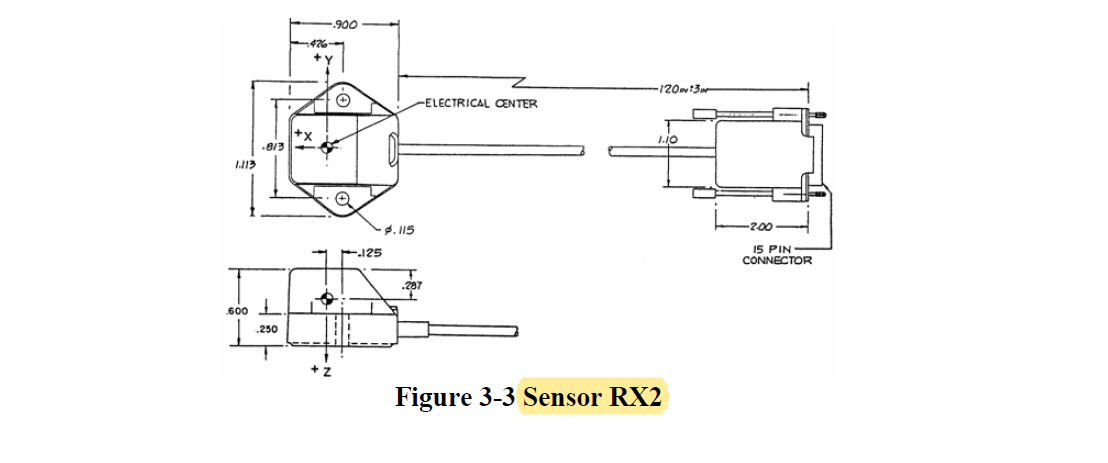 .900
.426
+Y
120IN±3IN
ELECTRICAL CENTER
+X
1.10
.813
1.113
Ø.115
2.00
15 PIN
CONNECTOR
.125
.287
.600
.250
+Z
Figure 3-3 Sensor RX2